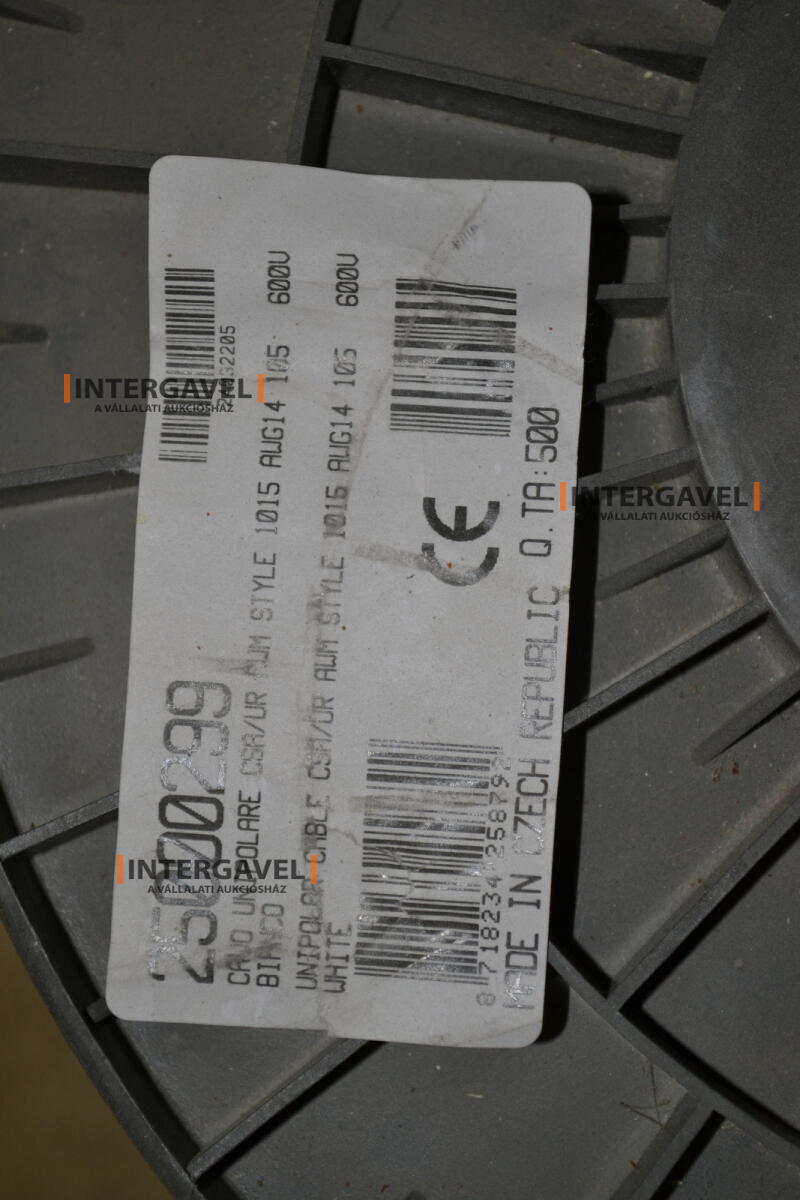 25000299
CAVO UNIPOLARE CSA/UR AWM STYLE 1015 AWG14 105 600V
BIANCO
UNIPOLAR CABLE CSA/UR AWM STYLE 1015 AWG14 105 600V
WHITE
8 718234 258792
MADE IN CZECH REPUBLIC Q.TA:500
CE
INTERGAVEL
A VÁLLALATI AUKCIÓSHÁZ
INTERGAVEL
A VÁLLALATI AUKCIÓSHÁZ
INTERGAVEL
A VÁLLALATI AUKCIÓSHÁZ